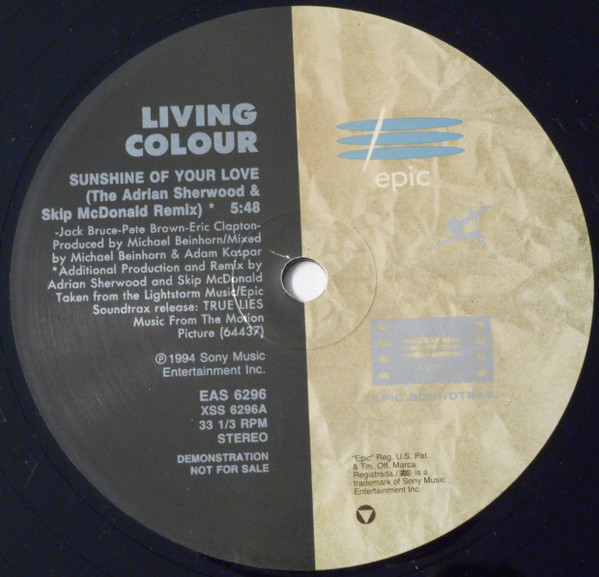 LIVING
COLOUR
SUNSHINE OF YOUR LOVE
(The Adrian Sherwood &
Skip McDonald Remix) * 5:48
-Jack Bruce-Pete Brown-Eric Clapton-
Produced by Michael Beinhorn/Mixed
by Michael Beinhorn & Adam Kaspar
*Additional Production and Remix by
Adrian Sherwood and Skip McDonald
Taken from the Lightstorm Music/Epic
Soundtrax release: TRUE LIES
Music From The Motion
Picture (64437)
℗ 1994 Sony Music
Entertainment Inc.
EAS 6296
XSS 6296A
33 1/3 RPM
STEREO
DEMONSTRATION
NOT FOR SALE
epic
EPIC SOUNDTRAX
"Epic" Reg. U.S. Pat.
& Tm. Off. Marca
Registrada./ is a
trademark of Sony Music
Entertainment Inc.